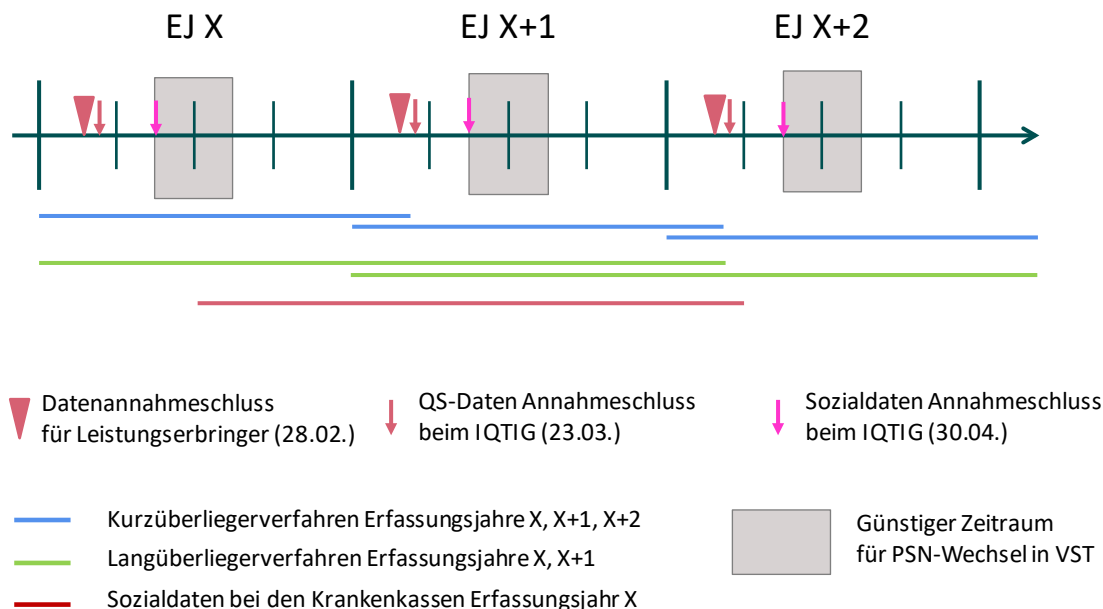 EJ X
EJ X+1
EJ X+2
Datenannahmeschluss
für Leistungserbringer (28.02.)
QS-Daten Annahmeschluss
beim IQTIG (23.03.)
Sozialdaten Annahmeschluss
beim IQTIG (30.04.)
Kurzüberliegerverfahren Erfassungsjahre X, X+1, X+2
Langüberliegerverfahren Erfassungsjahre X, X+1
Sozialdaten bei den Krankenkassen Erfassungsjahr X
Günstiger Zeitraum
für PSN-Wechsel in VST